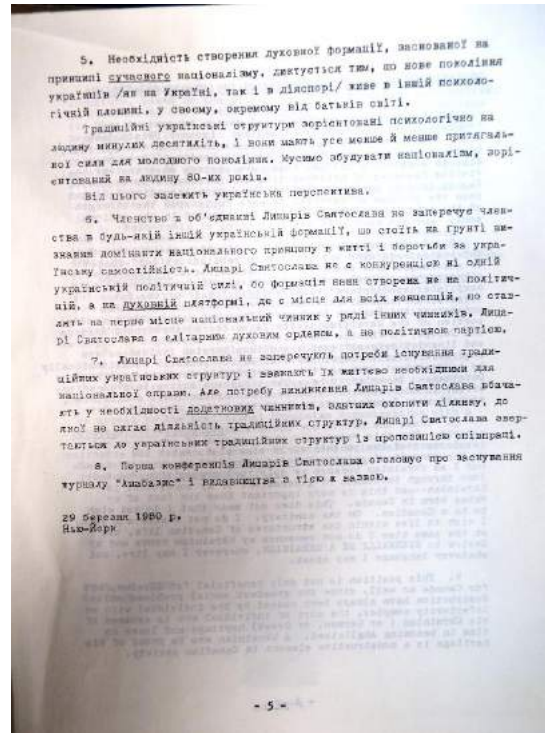 5. Необхідність створення духовної формації, заснованої на
принципі сучасного націоналізму, диктується тим, що нове покоління
українців /як на Україні, так і в діяспорі/ живе в іншій психоло-
гічній площині, у своєму, окремому від батьків світі.
Традиційні українські структури зорієнтовані психологічно на
людину минулих десятиліть, і вони мають усе менше й менше притягаль-
ної сили для молодшого покоління. Мусимо збудувати націоналізм, зорі-
єнтований на людину 80-их років.
Від цього залежить українська перспектива.
6. Членство в об'єднанні Лицарів Святослава не заперечує член-
ства в будь-якій іншій українській формації, що стоїть на ґрунті ви-
знання домінанти національного принципу в житті і боротьби за укра-
їнську самостійність. Лицарі Святослава не є конкуренцією ні одній
українській політичній силі, бо формація вина створена не на політич-
ній, а на духовній платформі, де є місце для всіх концепцій, що став-
лять на перше місце національний чинник у ряді інших чинників. Лица-
рі Святослава є елітарним духовим орденом, а не політичною партією.
7. Лицарі Святослава не заперечують потреби існування тради-
ційних українських структур і вважають їх життєво необхідними для
національної справи. Але потребу виникнення Лицарів Святослава вбача-
ють у необхідності додаткових чинників, здатних охопити ділянку, до
якої не сягає діяльність традиційних структур. Лицарі Святослава звер-
таються до українських традиційних структур із пропозицією співпраці.
8. Перша конференція Лицарів Святослава оголошує про заснування
журналу "Анабазис" і видавництва з тією ж назвою.
29 березня 1980 р.
Нью-Йорк
- 5 -